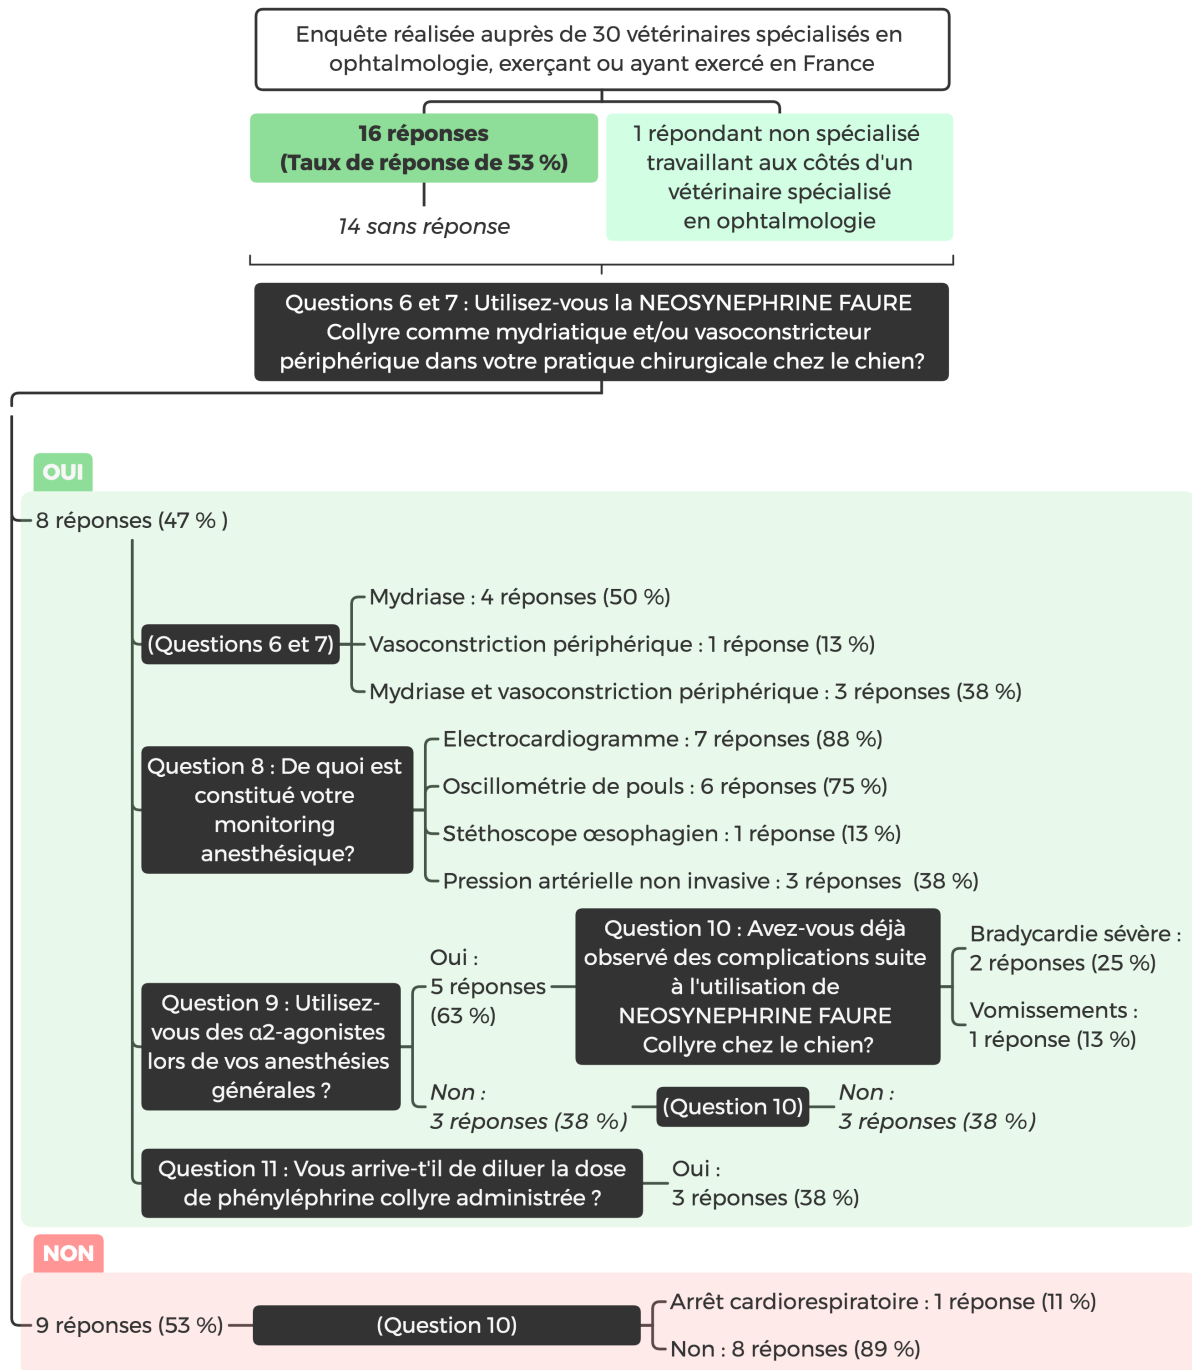 Enquête réalisée auprès de 30 vétérinaires spécialisés en
ophtalmologie, exerçant ou ayant exercé en France
16 réponses
(Taux de réponse de 53 %)
14 sans réponse
1 répondant non spécialisé
travaillant aux côtés d'un
vétérinaire spécialisé
en ophtalmologie
Questions 6 et 7 : Utilisez-vous la NEOSYNEPHRINE FAURE
Collyre comme mydriatique et/ou vasoconstricteur
périphérique dans votre pratique chirurgicale chez le chien?
OUI
8 réponses (47 % )
(Questions 6 et 7)
Mydriase : 4 réponses (50 %)
Vasoconstriction périphérique : 1 réponse (13 %)
Mydriase et vasoconstriction périphérique : 3 réponses (38 %)
Question 8 : De quoi est
constitué votre
monitoring
anesthésique?
Electrocardiogramme : 7 réponses (88 %)
Oscillométrie de pouls : 6 réponses (75 %)
Stéthoscope œsophagien : 1 réponse (13 %)
Pression artérielle non invasive : 3 réponses (38 %)
Question 9 : Utilisez-
vous des α2-agonistes
lors de vos anesthésies
générales ?
Oui :
5 réponses
(63 %)
Question 10 : Avez-vous déjà
observé des complications suite
à l'utilisation de
NEOSYNEPHRINE FAURE
Collyre chez le chien?
Bradycardie sévère :
2 réponses (25 %)
Vomissements :
1 réponse (13 %)
Non :
3 réponses (38 %)
(Question 10)
Non :
3 réponses (38 %)
Question 11 : Vous arrive-t'il de diluer la dose
de phényléphrine collyre administrée ?
Oui :
3 réponses (38 %)
NON
9 réponses (53 %)
(Question 10)
Arrêt cardiorespiratoire : 1 réponse (11 %)
Non : 8 réponses (89 %)